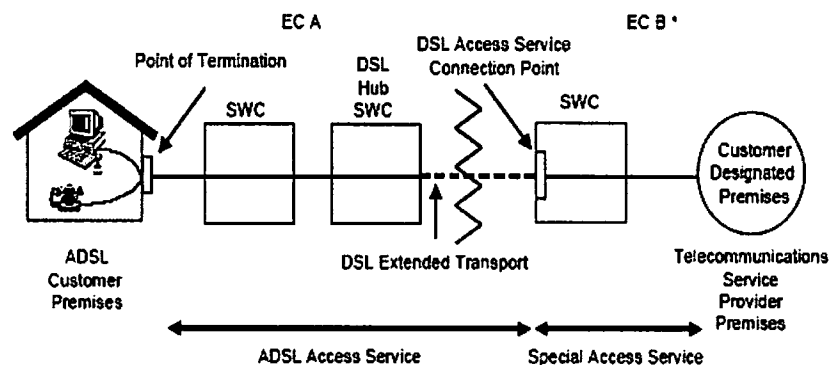 EC A
EC B *
Point of Termination
DSL
Hub
SWC
DSL Access Service
Connection Point
SWC
SWC
Customer
Designated
Premises
DSL Extended Transport
ADSL
Customer
Premises
Telecommunications
Service
Provider
Premises
ADSL Access Service
Special Access Service